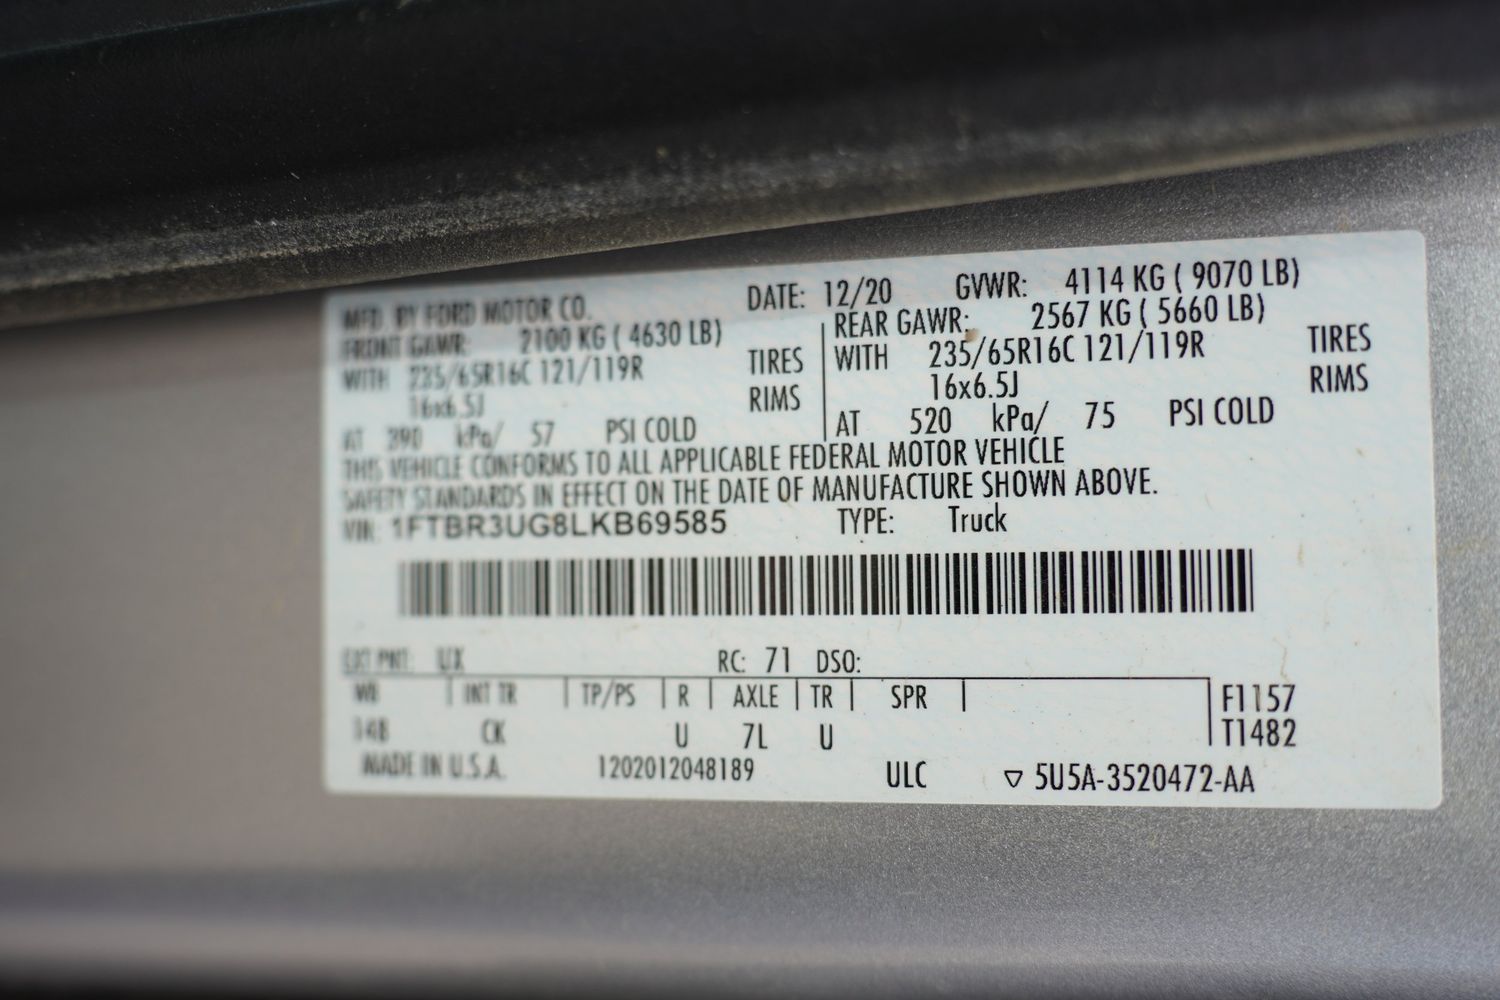 MFD. BY FORD MOTOR CO. DATE: 12/20 GVWR: 4114 KG ( 9070 LB)
FRONT GAWR: 2100 KG ( 4630 LB) REAR GAWR: 2567 KG ( 5660 LB)
WITH 235/65R16C 121/119R TIRES WITH 235/65R16C 121/119R TIRES
16x6.5J RIMS 16x6.5J RIMS
AT 390 kPa/ 57 PSI COLD AT 520 kPa/ 75 PSI COLD
THIS VEHICLE CONFORMS TO ALL APPLICABLE FEDERAL MOTOR VEHICLE
SAFETY STANDARDS IN EFFECT ON THE DATE OF MANUFACTURE SHOWN ABOVE.
VIN: 1FTBR3UG8LKB69585 TYPE: Truck
EXT PNT: UX RC: 71 DSO:
WB INT TR TP/PS R AXLE TR SPR F1157
148 CK U 7L U T1482
MADE IN U.S.A. 1202012048189 ULC ▽ 5U5A-3520472-AA